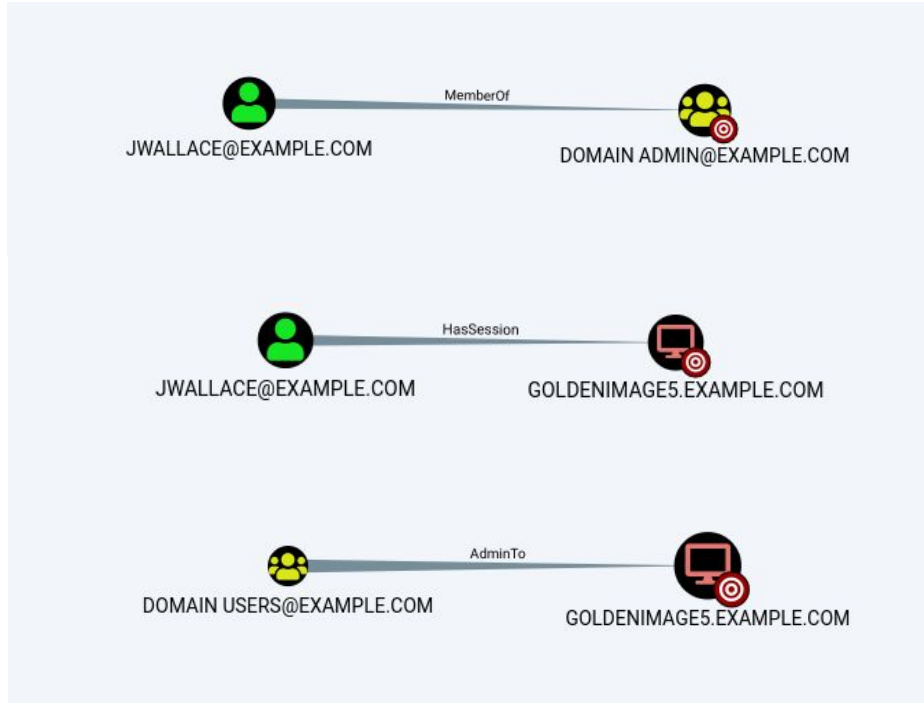 MemberOf
JWALLACE@EXAMPLE.COM
DOMAIN ADMIN@EXAMPLE.COM
HasSession
JWALLACE@EXAMPLE.COM
GOLDENIMAGE5.EXAMPLE.COM
AdminTo
DOMAIN USERS@EXAMPLE.COM
GOLDENIMAGE5.EXAMPLE.COM